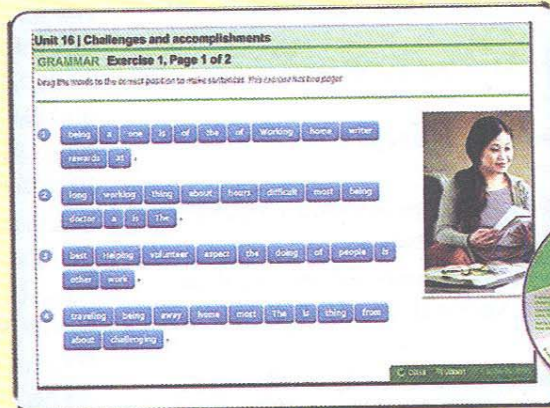 Unit 16 | Challenges and accomplishments
GRAMMAR Exercise 1, Page 1 of 2
Drag the words to the correct position to make sentences. This exercise has two pages.
1 being a one is of the of Working home writer
rewards at .
2 long working thing about hours difficult most being
doctor a is The .
3 best Helping volunteer aspect the doing of people is
other work .
4 traveling being away home most The is thing from
about challenging .